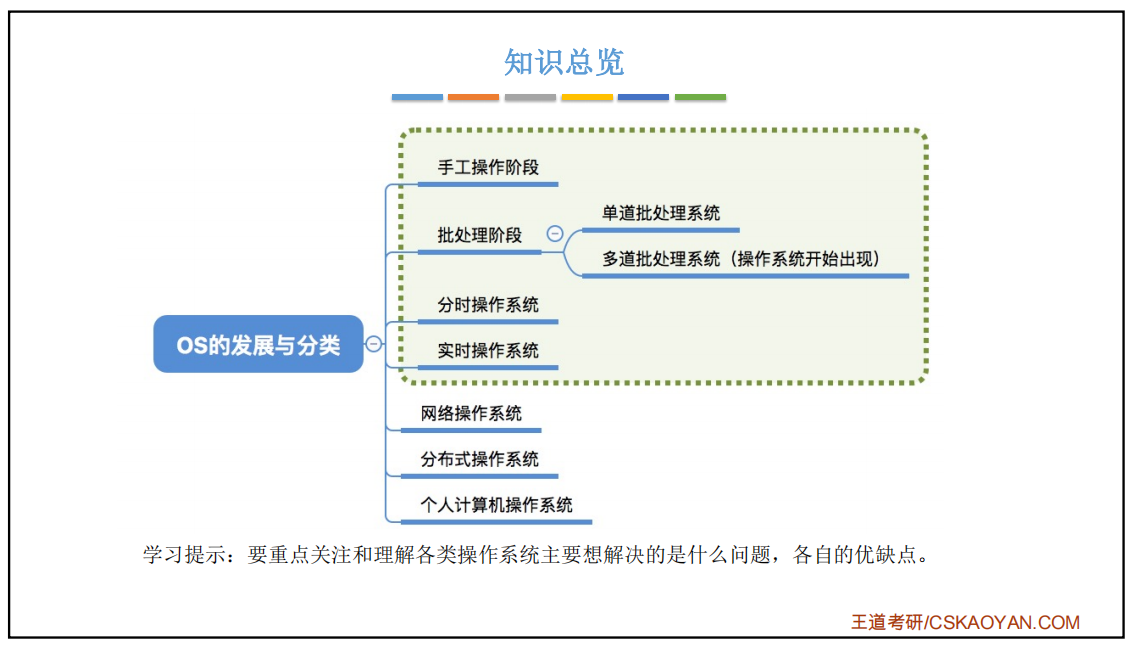 知识总览
手工操作阶段
单道批处理系统
批处理阶段
多道批处理系统（操作系统开始出现）
分时操作系统
OS的发展与分类
实时操作系统
网络操作系统
分布式操作系统
个人计算机操作系统
学习提示：要重点关注和理解各类操作系统主要想解决的是什么问题，各自的优缺点。
王道考研/CSKAOYAN.COM